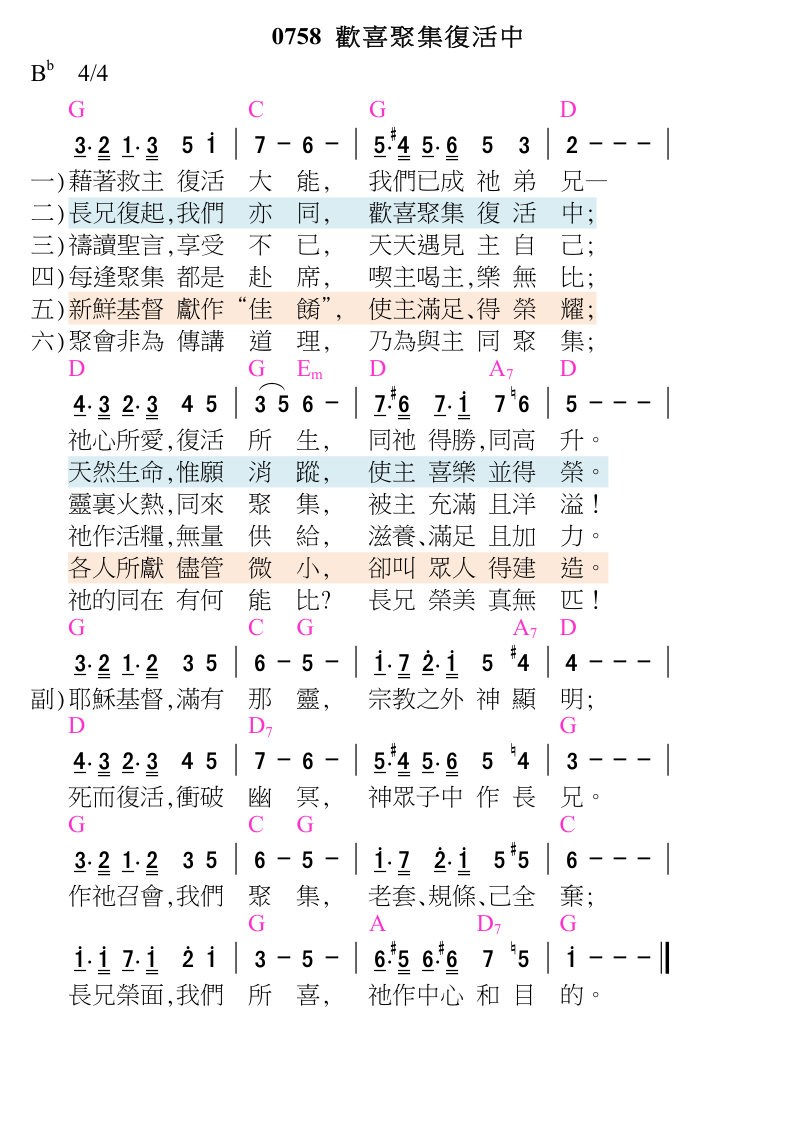 0758 歡喜聚集復活中
B♭ 4/4
G C G D
3· 2 1· 3 5 i | 7 - 6 - | 5·♯4 5· 6 5 3 | 2 - - - |
一)藉著救主 復活 大 能, 我們已成 祂 弟 兄—
二)長兄復起,我們 亦 同, 歡喜聚集 復 活 中;
三)禱讀聖言,享受 不 已, 天天遇見 主 自 己;
四)每逢聚集 都是 赴 席, 喫主喝主,樂 無 比;
五)新鮮基督 獻作 “佳 餚”, 使主滿足、得 榮 耀;
六)聚會非為 傳講 道 理, 乃為與主 同 聚 集;
D G Em D A7 D
4· 3 2· 3 4 5 | 3 5 6 - | 7·♯6 7· i 7 ♮6 | 5 - - - |
祂心所愛,復活 所 生, 同祂 得勝,同高 升。
天然生命,惟願 消 蹤, 使主 喜樂 並得 榮。
靈裏火熱,同來 聚 集, 被主 充滿 且洋 溢!
祂作活糧,無量 供 給, 滋養、滿足 且加 力。
各人所獻 儘管 微 小, 卻叫 眾人 得建 造。
祂的同在 有何 能 比? 長兄 榮美 真無 匹!
G C G A7 D
3· 2 1· 2 3 5 | 6 - 5 - | i· 7 2̇· i 5 ♯4 | 4 - - - |
副)耶穌基督,滿有 那 靈, 宗教之外 神 顯 明;
D D7 G
4· 3 2· 3 4 5 | 7 - 6 - | 5·♯4 5· 6 5 ♮4 | 3 - - - |
死而復活,衝破 幽 冥, 神眾子中 作 長 兄。
G C G C
3· 2 1· 2 3 5 | 6 - 5 - | i· 7 2̇· i 5 ♯5 | 6 - - - |
作祂召會,我們 聚 集, 老套、規條、己全 棄;
G A D7 G
i· i 7· i 2̇ i | 3 - 5 - | 6·♯5 6·♯6 7 ♮5 | i - - - ||
長兄榮面,我們 所 喜, 祂作中心 和 目 的。